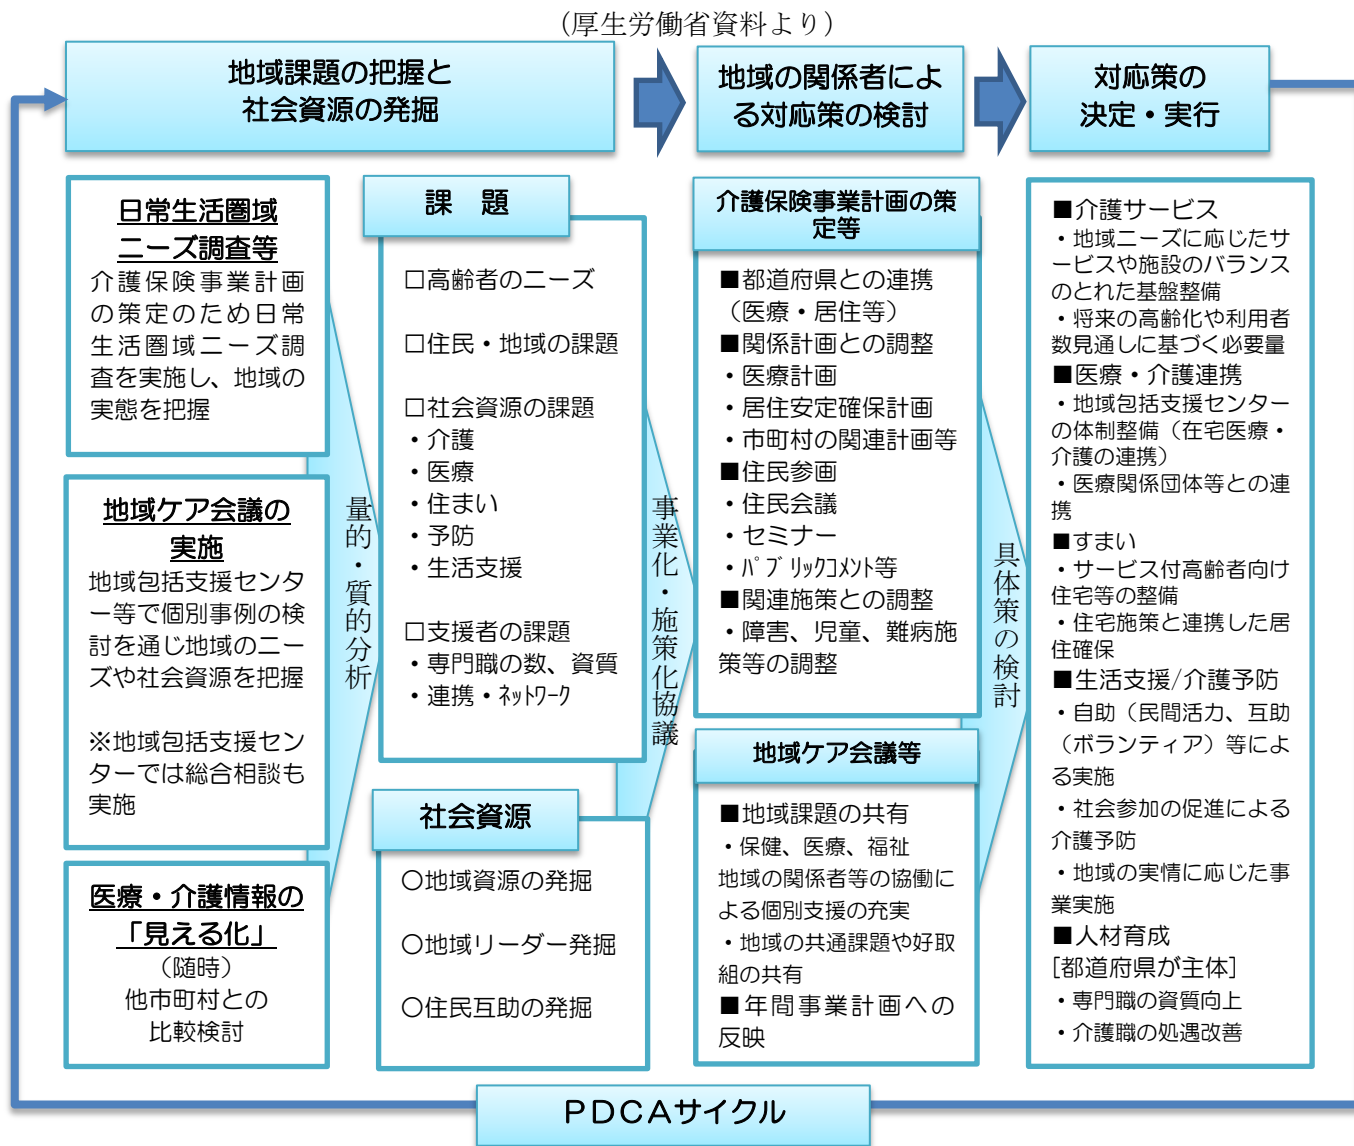 （厚生労働省資料より）
地域課題の把握と
社会資源の発掘
地域の関係者によ
る対応策の検討
対応策の
決定・実行
日常生活圏域
ニーズ調査等
介護保険事業計画
の策定のため日常
生活圏域ニーズ調
査を実施し、地域の
実態を把握
地域ケア会議の
実施
地域包括支援センタ
ー等で個別事例の検
討を通じ地域のニー
ズや社会資源を把握
※地域包括支援セン
ターでは総合相談も
実施
医療・介護情報の
「見える化」
（随時）
他市町村との
比較検討
量的・質的分析
課　題
□高齢者のニーズ
□住民・地域の課題
□社会資源の課題
・介護
・医療
・住まい
・予防
・生活支援
□支援者の課題
・専門職の数、資質
・連携・ﾈｯﾄﾜｰｸ
社会資源
○地域資源の発掘
○地域リーダー発掘
○住民互助の発掘
事業化・施策化協議
介護保険事業計画の策
定等
■都道府県との連携
（医療・居住等）
■関係計画との調整
・医療計画
・居住安定確保計画
・市町村の関連計画等
■住民参画
・住民会議
・セミナー
・ﾊﾟﾌﾞﾘｯｸｺﾒﾝﾄ等
■関連施策との調整
・障害、児童、難病施
策等の調整
地域ケア会議等
■地域課題の共有
・保健、医療、福祉
地域の関係者等の協働に
よる個別支援の充実
・地域の共通課題や好取
組の共有
■年間事業計画への
反映
具体策の検討
■介護サービス
・地域ニーズに応じたサ
ービスや施設のバランス
のとれた基盤整備
・将来の高齢化や利用者
数見通しに基づく必要量
■医療・介護連携
・地域包括支援センター
の体制整備（在宅医療・
介護の連携）
・医療関係団体等との連
携
■すまい
・サービス付高齢者向け
住宅等の整備
・住宅施策と連携した居
住確保
■生活支援/介護予防
・自助（民間活力、互助
（ボランティア）等によ
る実施
・社会参加の促進による
介護予防
・地域の実情に応じた事
業実施
■人材育成
[都道府県が主体]
・専門職の資質向上
・介護職の処遇改善
ＰＤＣＡサイクル